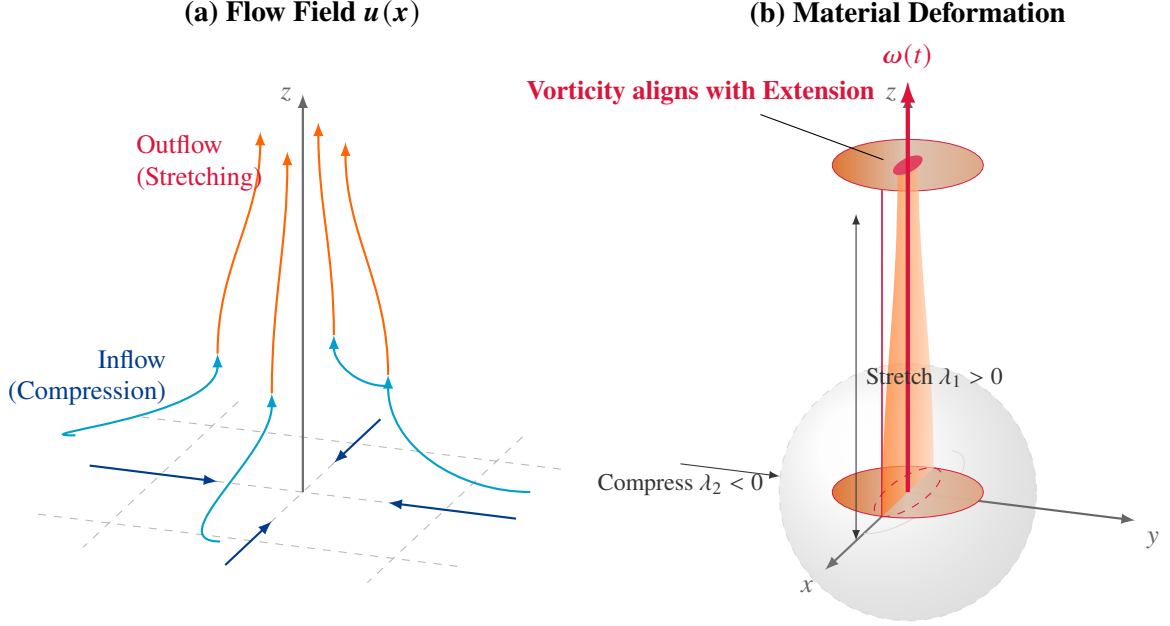 (a) Flow Field u(x)
z
Outflow
(Stretching)
Inflow
(Compression)
(b) Material Deformation
ω(t)
Vorticity aligns with Extension
z
Stretch λ₁ > 0
Compress λ₂ < 0
y
x